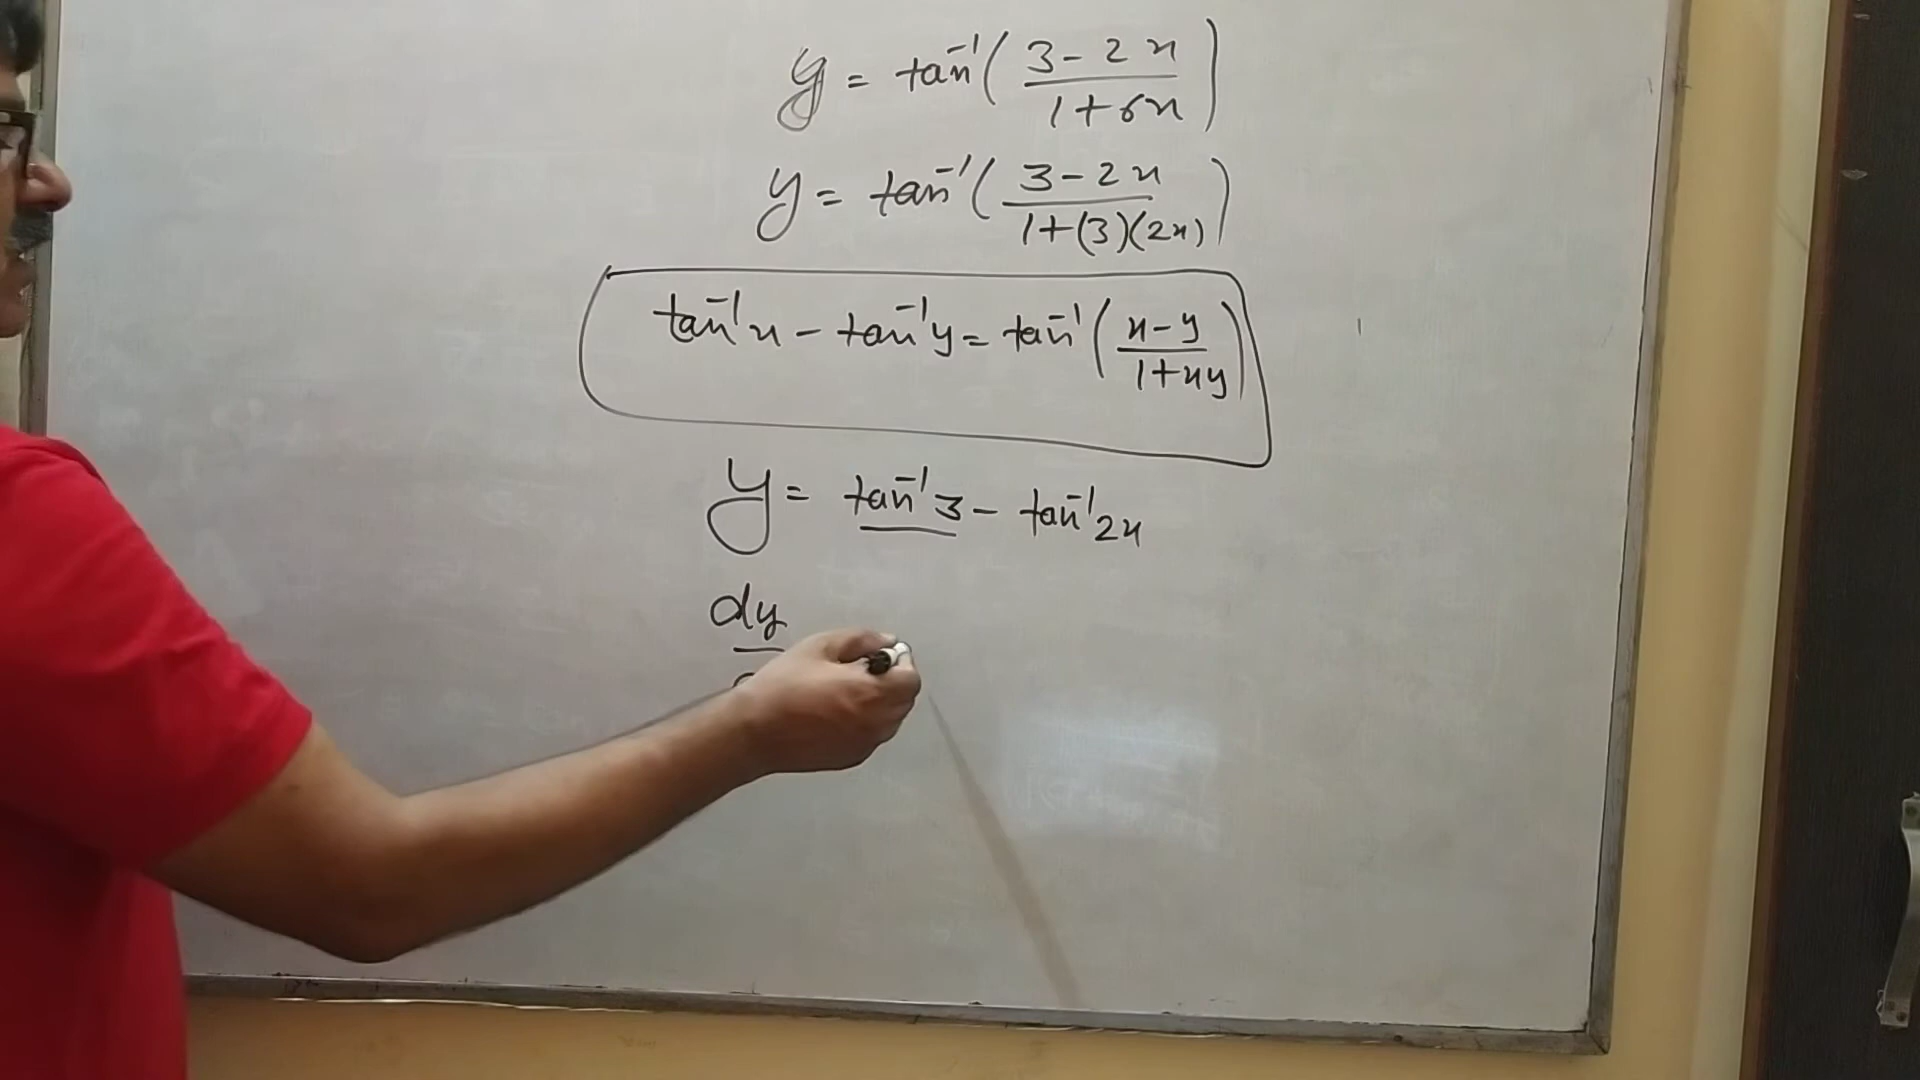 y = tan⁻¹( (3 - 2x) / (1 + 6x) )
y = tan⁻¹( (3 - 2x) / (1 + (3)(2x)) )
tan⁻¹x - tan⁻¹y = tan⁻¹( (x - y) / (1 + xy) )
y = tan⁻¹3 - tan⁻¹2x
dy